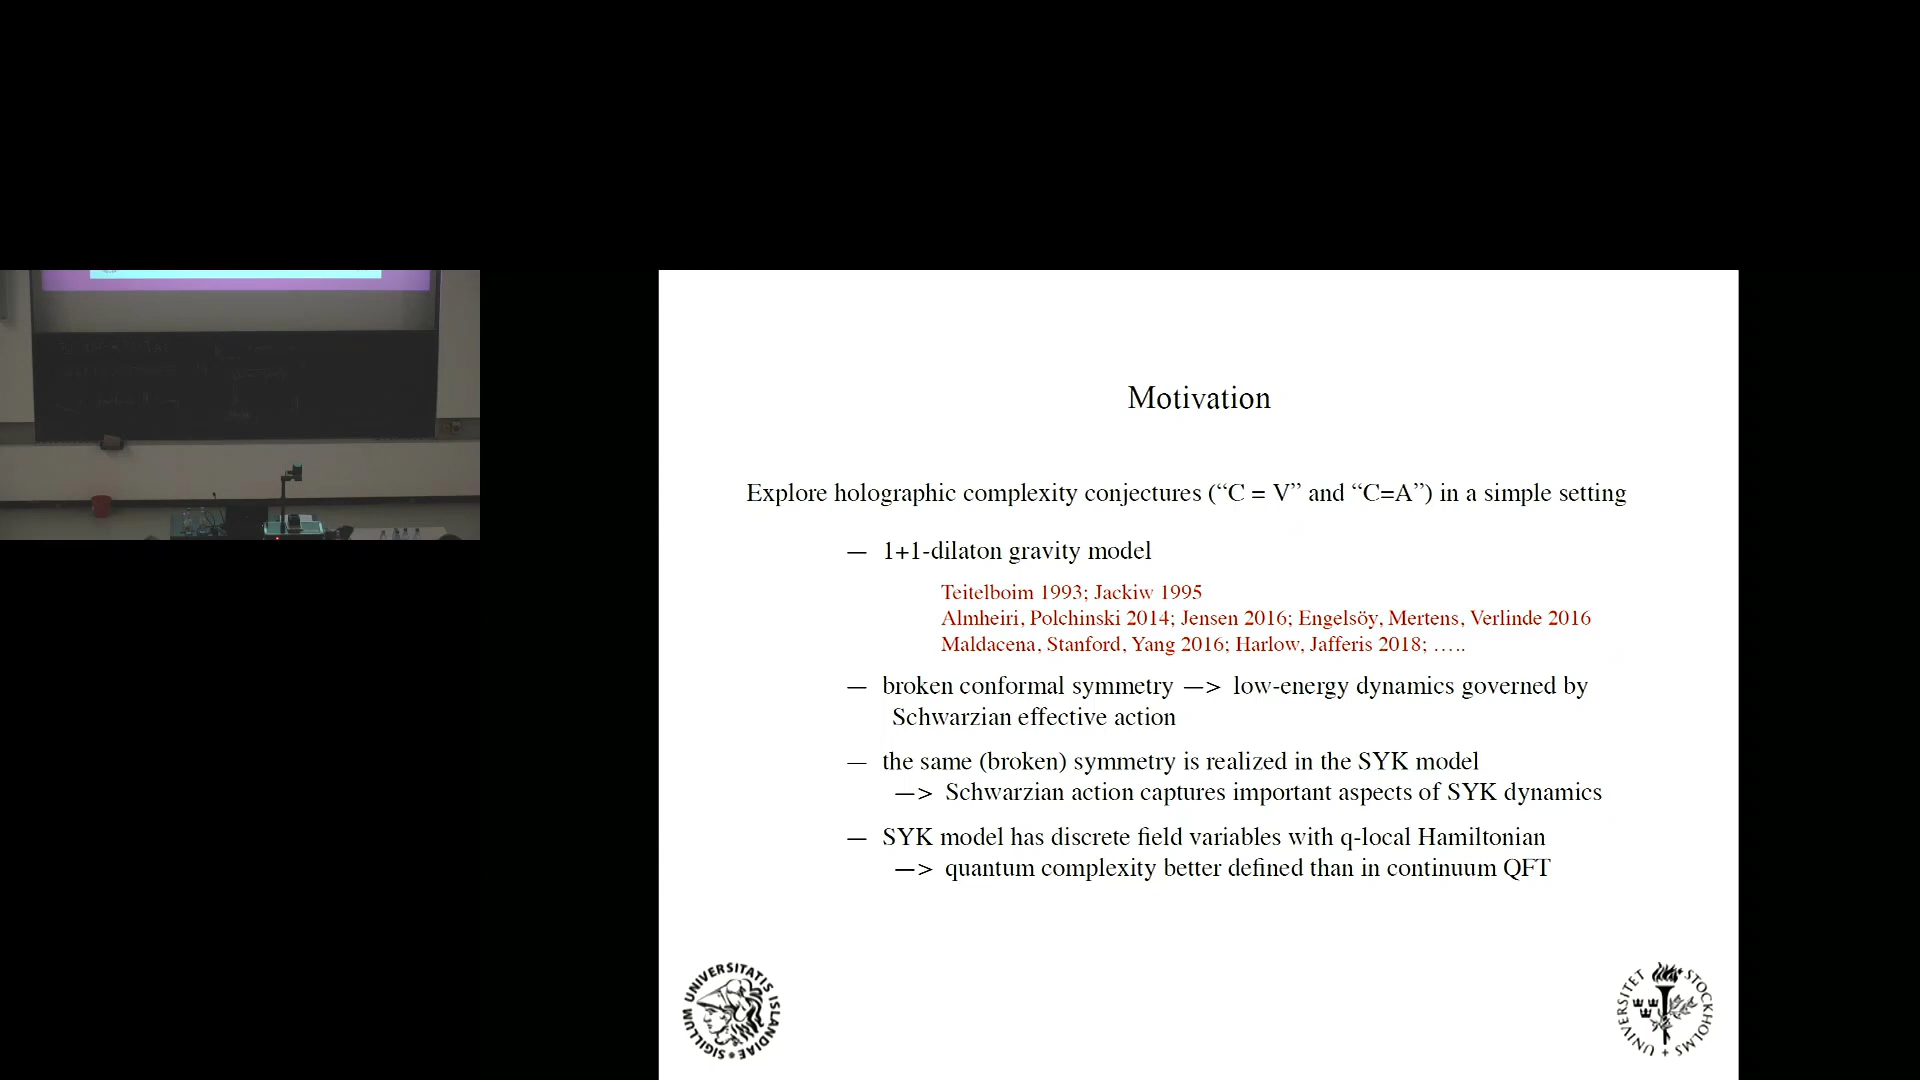 Motivation
Explore holographic complexity conjectures (“C = V” and “C=A”) in a simple setting
— 1+1-dilaton gravity model
Teitelboim 1993; Jackiw 1995
Almheiri, Polchinski 2014; Jensen 2016; Engelsöy, Mertens, Verlinde 2016
Maldacena, Stanford, Yang 2016; Harlow, Jafferis 2018; …..
— broken conformal symmetry —> low-energy dynamics governed by
Schwarzian effective action
— the same (broken) symmetry is realized in the SYK model
—> Schwarzian action captures important aspects of SYK dynamics
— SYK model has discrete field variables with q-local Hamiltonian
—> quantum complexity better defined than in continuum QFT
SIGILLUM UNIVERSITATIS ISLANDIAE
STOCKHOLMS UNIVERSITET